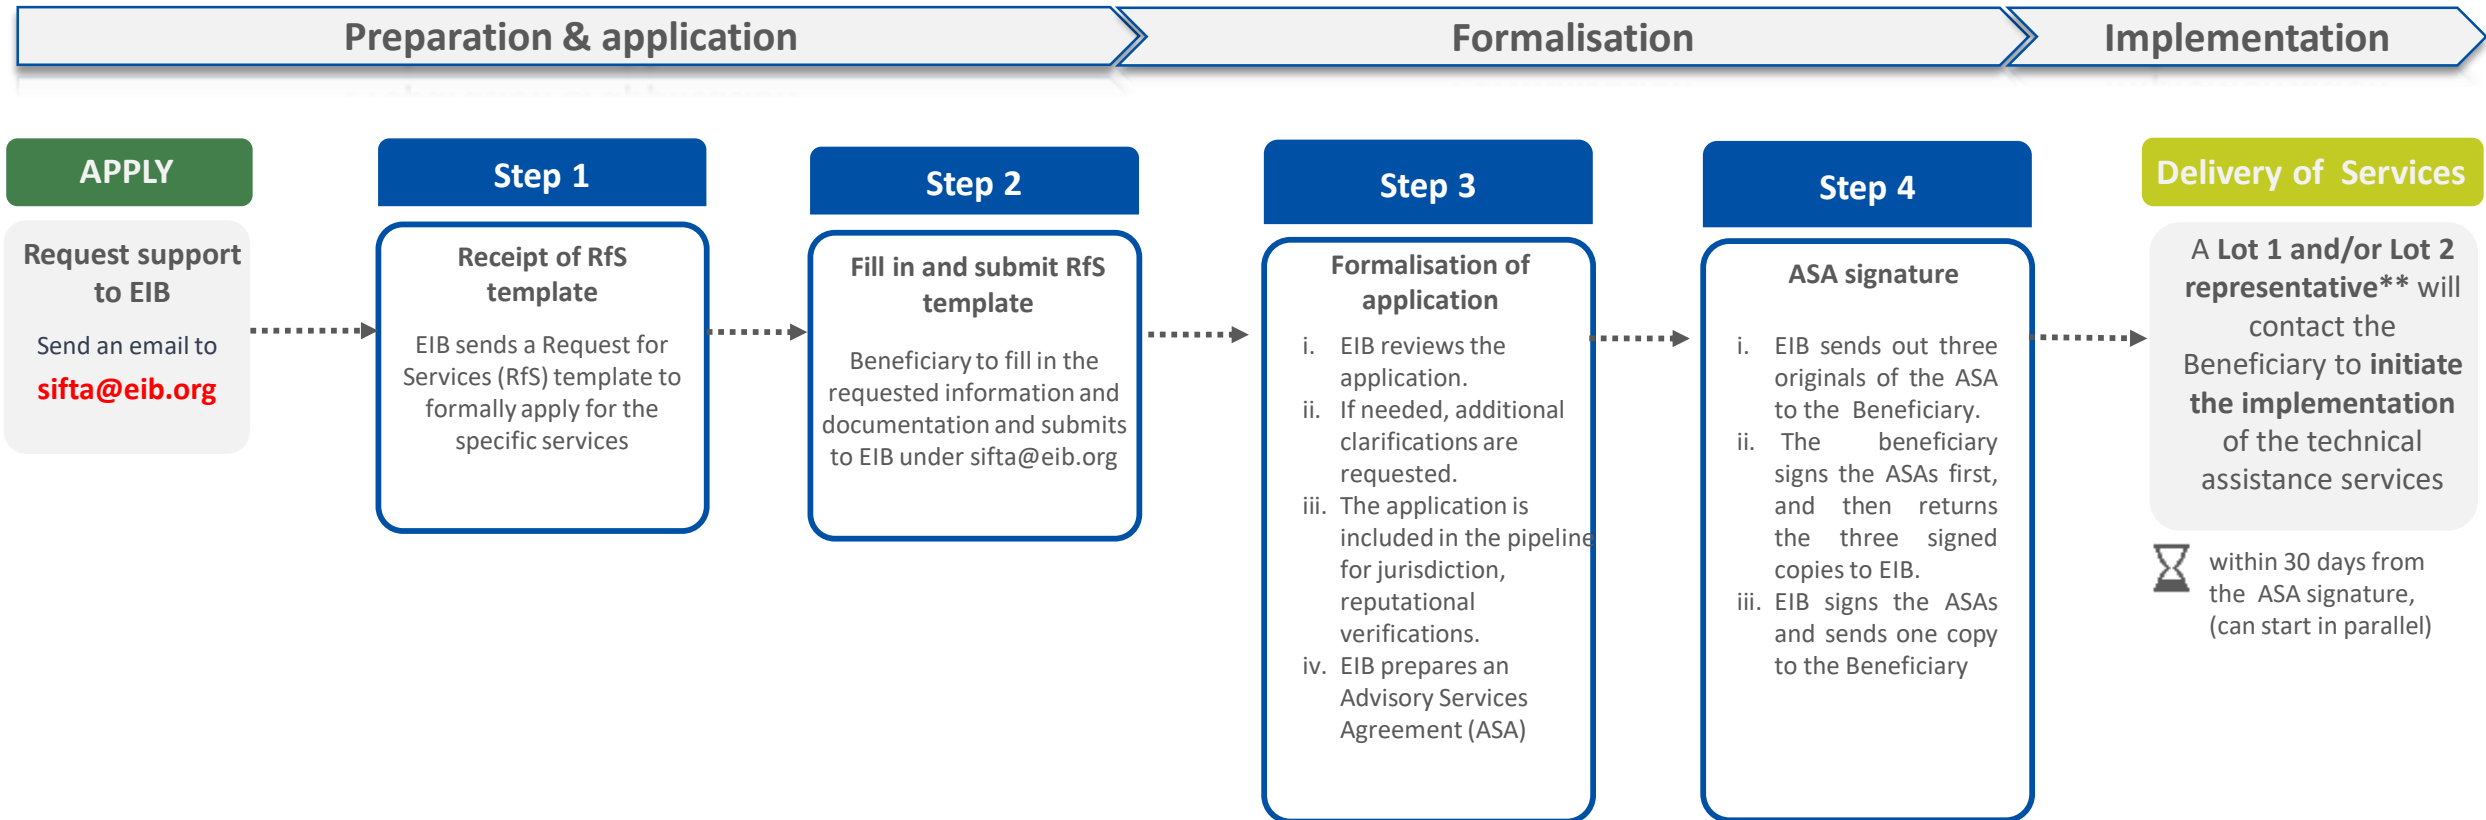 Preparation & application
Formalisation
Implementation
APPLY
Request support
to EIB
Send an email to
sifta@eib.org
Step 1
Receipt of RfS
template
EIB sends a Request for
Services (RfS) template to
formally apply for the
specific services
Step 2
Fill in and submit RfS
template
Beneficiary to fill in the
requested information and
documentation and submits
to EIB under sifta@eib.org
Step 3
Formalisation of
application
i. EIB reviews the
application.
ii. If needed, additional
clarifications are
requested.
iii. The application is
included in the pipeline
for jurisdiction,
reputational
verifications.
iv. EIB prepares an
Advisory Services
Agreement (ASA)
Step 4
ASA signature
i. EIB sends out three
originals of the ASA
to the Beneficiary.
ii. The beneficiary
signs the ASAs first,
and then returns
the three signed
copies to EIB.
iii. EIB signs the ASAs
and sends one copy
to the Beneficiary
Delivery of Services
A Lot 1 and/or Lot 2
representative** will
contact the
Beneficiary to initiate
the implementation
of the technical
assistance services
within 30 days from
the ASA signature,
(can start in parallel)